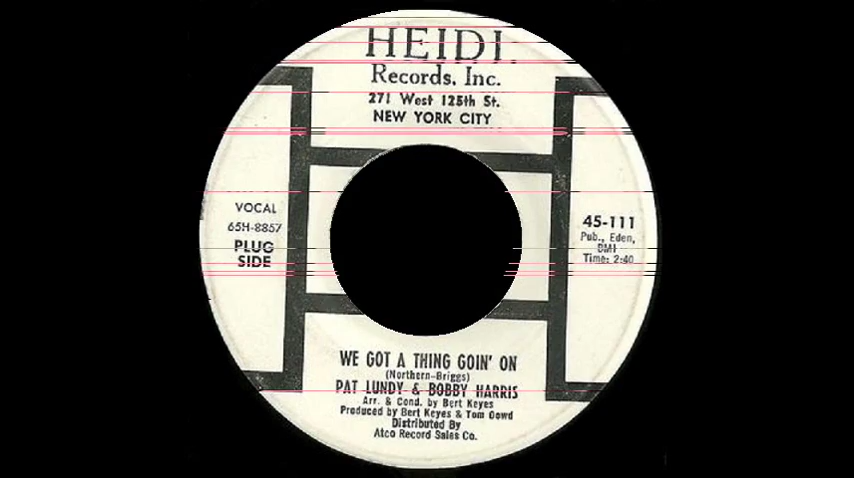 HEIDI
Records, Inc.
271 West 125th St.
NEW YORK CITY
VOCAL
65H-8857
PLUG
SIDE
45-111
Pub., Eden,
BMI
Time: 2:40
WE GOT A THING GOIN' ON
(Northern-Briggs)
PAT LUNDY & BOBBY HARRIS
Arr. & Cond. by Bert Keyes
Produced by Bert Keyes & Tom Dowd
Distributed By
Atco Record Sales Co.